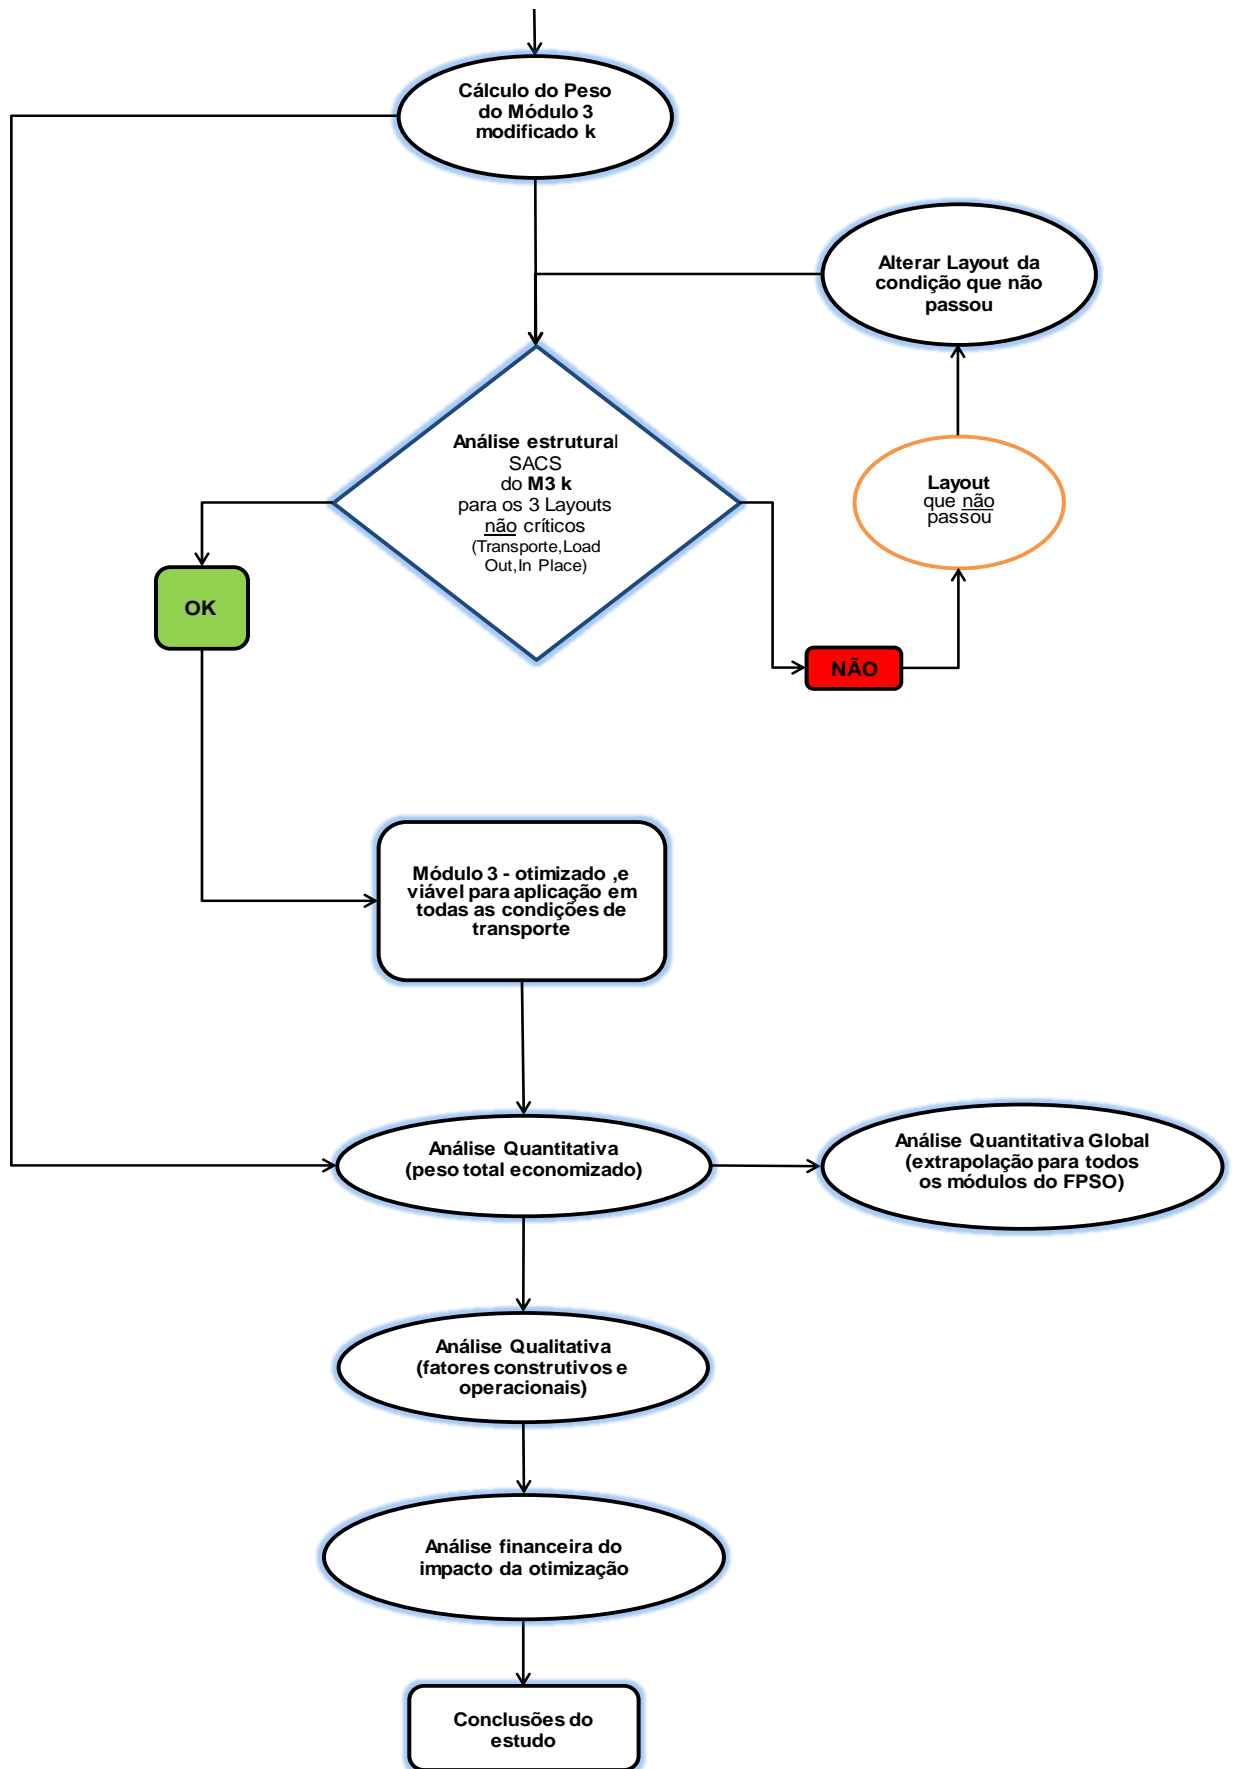 Cálculo do Peso
do Módulo 3
modificado k
Alterar Layout da
condição que não
passou
Análise estrutural
SACS
do M3 k
para os 3 Layouts
não críticos
(Transporte,Load
Out,In Place)
Layout
que não
passou
OK
NÃO
Módulo 3 - otimizado ,e
viável para aplicação em
todas as condições de
transporte
Análise Quantitativa
(peso total economizado)
Análise Quantitativa Global
(extrapolação para todos
os módulos do FPSO)
Análise Qualitativa
(fatores construtivos e
operacionais)
Análise financeira do
impacto da otimização
Conclusões do
estudo